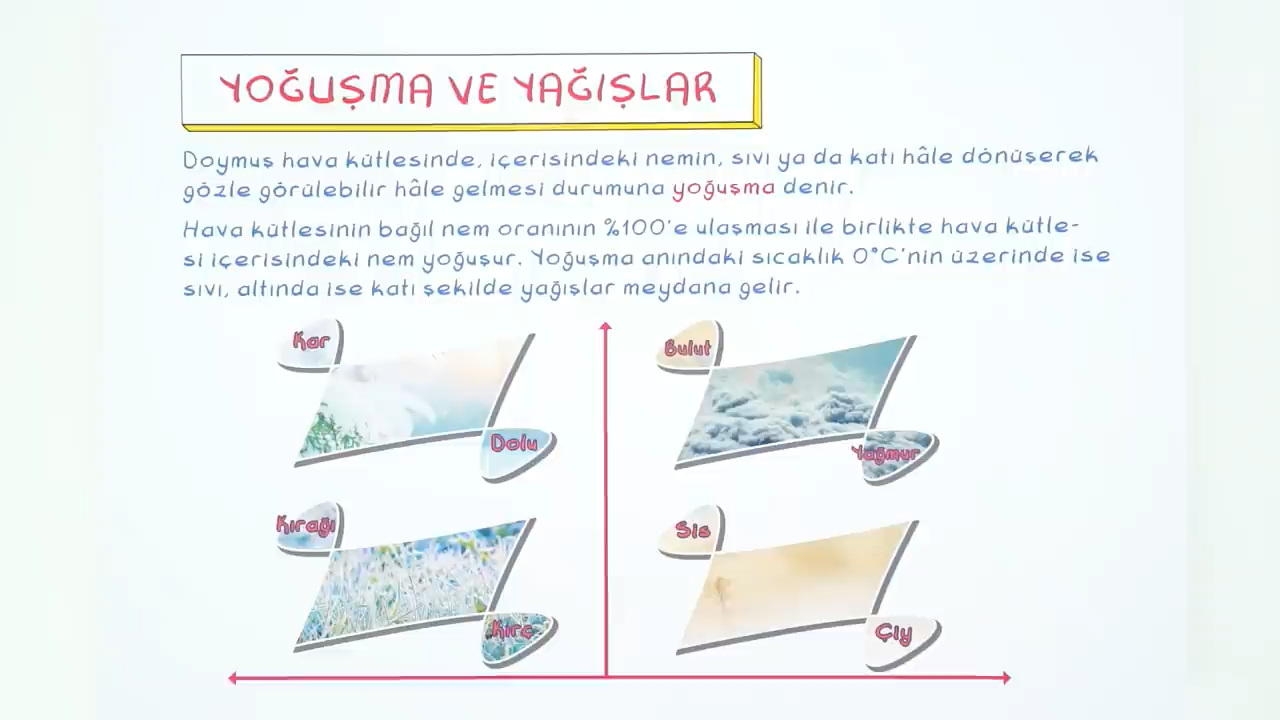 YOĞUŞMA VE YAĞIŞLAR
Doymuş hava kütlesinde, içerisindeki nemin, sıvı ya da katı hâle dönüşerek
gözle görülebilir hâle gelmesi durumuna yoğuşma denir.
Hava kütlesinin bağıl nem oranının %100'e ulaşması ile birlikte hava kütle-
si içerisindeki nem yoğuşur. Yoğuşma anındaki sıcaklık 0°C'nin üzerinde ise
sıvı, altında ise katı şekilde yağışlar meydana gelir.
Kar
Bulut
Dolu
Yağmur
Kırağı
Sis
Kırç
Çiy